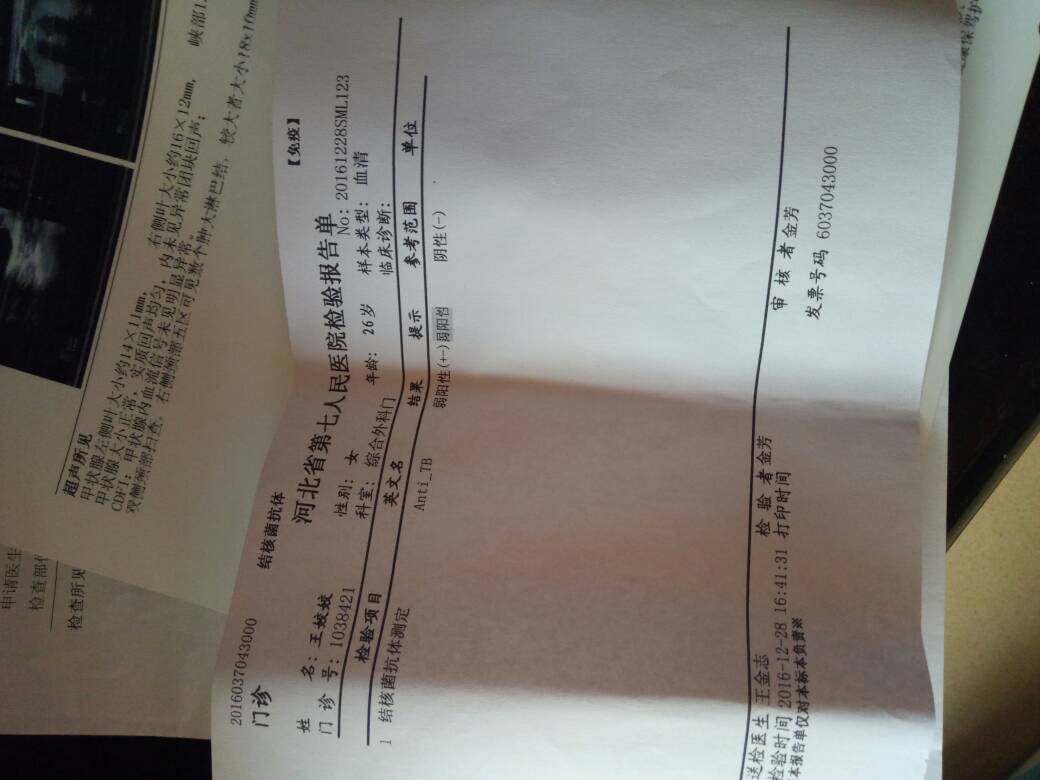 申请医生
检查部位
检查所见
超声所见
甲状腺左侧叶大小约14×11mm, 右侧叶大小约16×12mm, 峡部1.
甲状腺大小正常, 实质回声均匀, 内未见异常团块回声;
CDFI: 甲状腺内血流信号未见明显异常。
双侧颈部扫查, 右侧颈部五区可见数个肿大淋巴结, 较大者大小18x10mm
2016037043000
门诊 结核菌抗体 【免疫】
河北省第七人民医院检验报告单
姓 名: 王姣姣 性别: 女 年龄: 26岁 No: 20161228SML123
门 诊 号: 1038421 科室: 综合外科门 样本类型: 血清
临床诊断:
检验项目 英文名 结果 提示 参考范围 单位
1 结核菌抗体测定 Anti_TB 弱阳性(+-) 弱阳性 阴性(-)
送检医生 王金志 检 验 者 金芳 审 核 者 金芳
检验时间 2016-12-28 16:41:31 打印时间 发票号码 6037043000
本报告单仅对本标本负责※